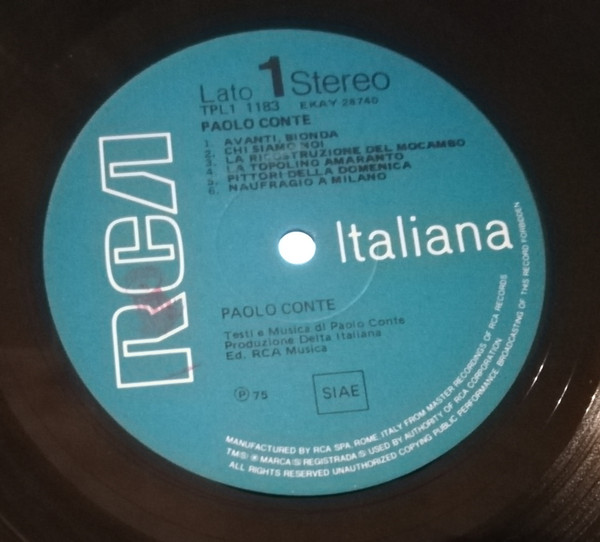 Lato 1 Stereo
TPL1 1183 EKAY 26740
PAOLO CONTE
1. AVANTI, BIONDA
2. CHI SIAMO NOI
3. LA RICOSTRUZIONE DEL MOCAMBO
4. LA TOPOLINO AMARANTO
5. PITTORI DELLA DOMENICA
6. NAUFRAGIO A MILANO
RCA
Italiana
PAOLO CONTE
Testi e Musica di Paolo Conte
Produzione Delta Italiana
Ed. RCA Musica
Ⓟ 75
SIAE
MANUFACTURED BY RCA SPA, ROME, ITALY, FROM MASTER RECORDINGS OF RCA RECORDS
TM(S) ® MARCA(S) REGISTRADA(S) USED BY AUTHORITY OF RCA CORPORATION
ALL RIGHTS RESERVED UNAUTHORIZED COPYING PUBLIC PERFORMANCE, BROADCASTING OF THIS RECORD FORBIDDEN